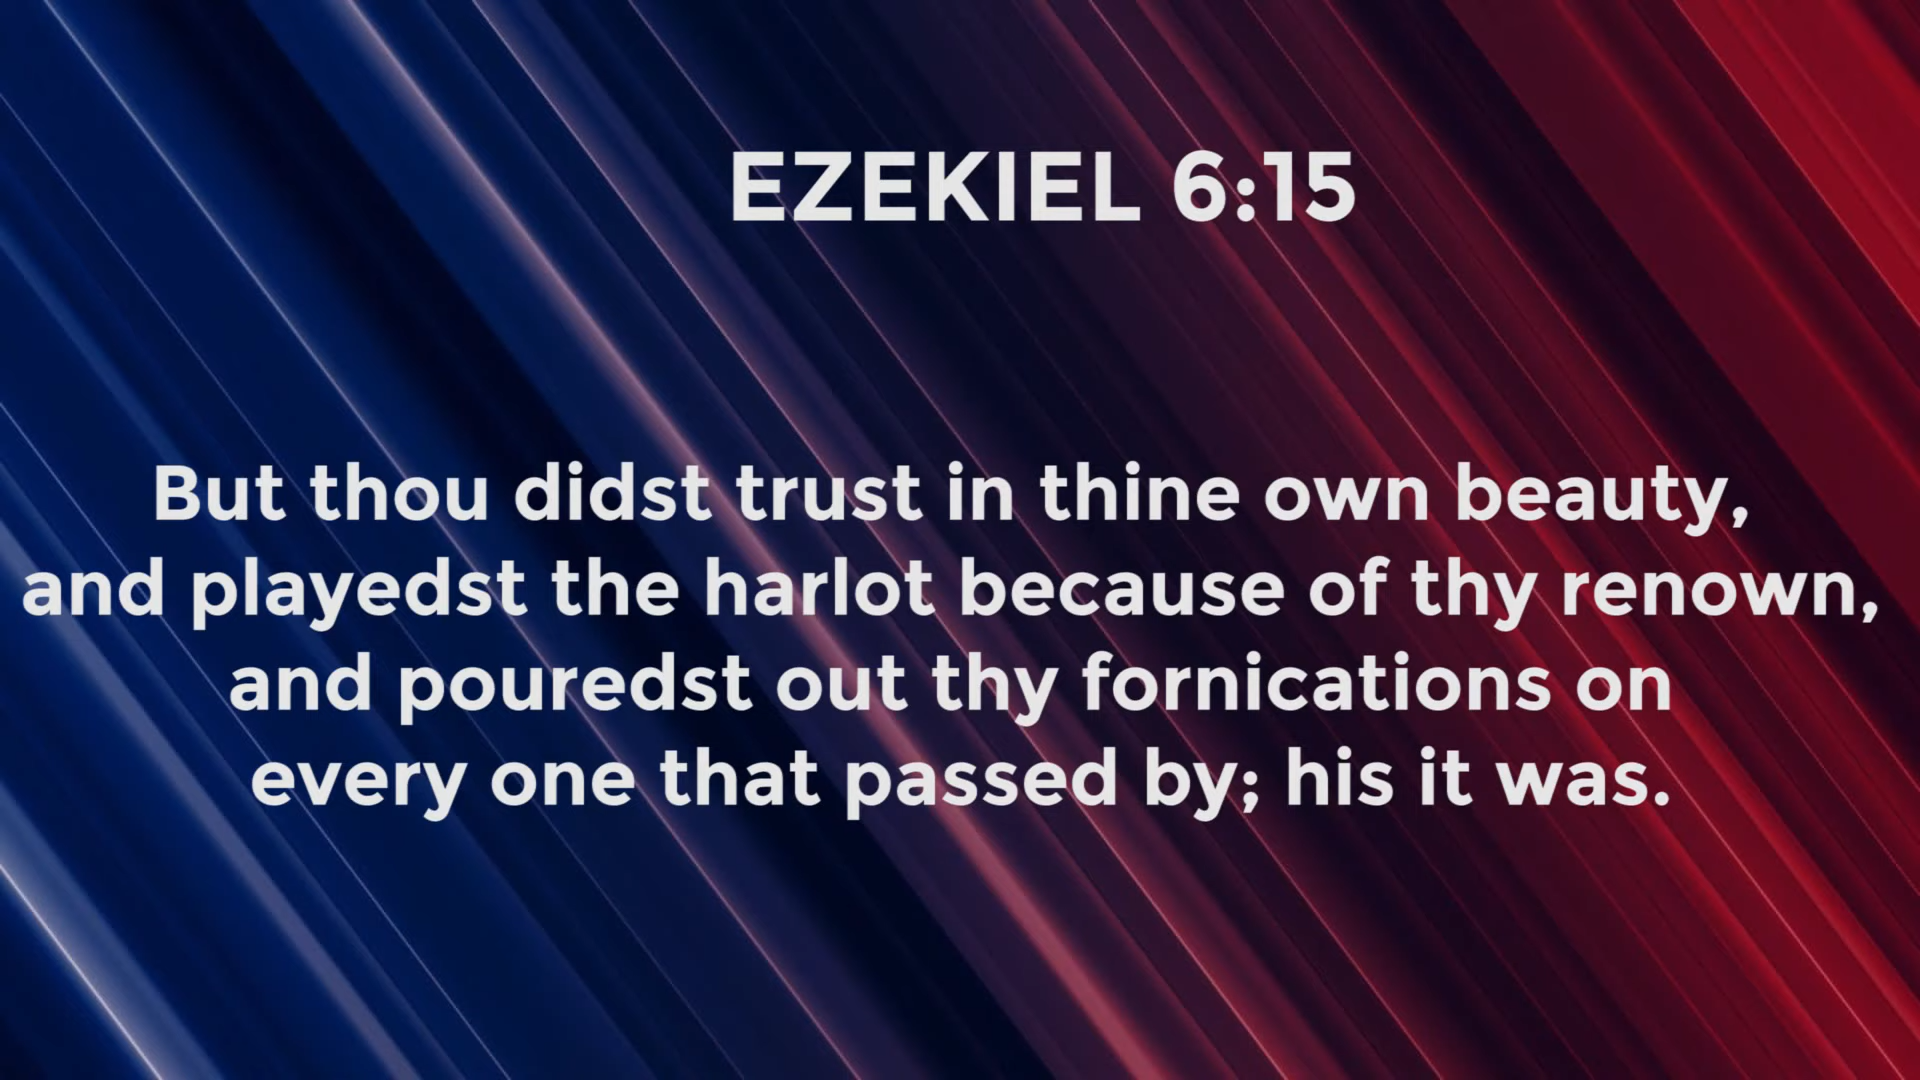 EZEKIEL 6:15
But thou didst trust in thine own beauty,
and playedst the harlot because of thy renown,
and pouredst out thy fornications on
every one that passed by; his it was.